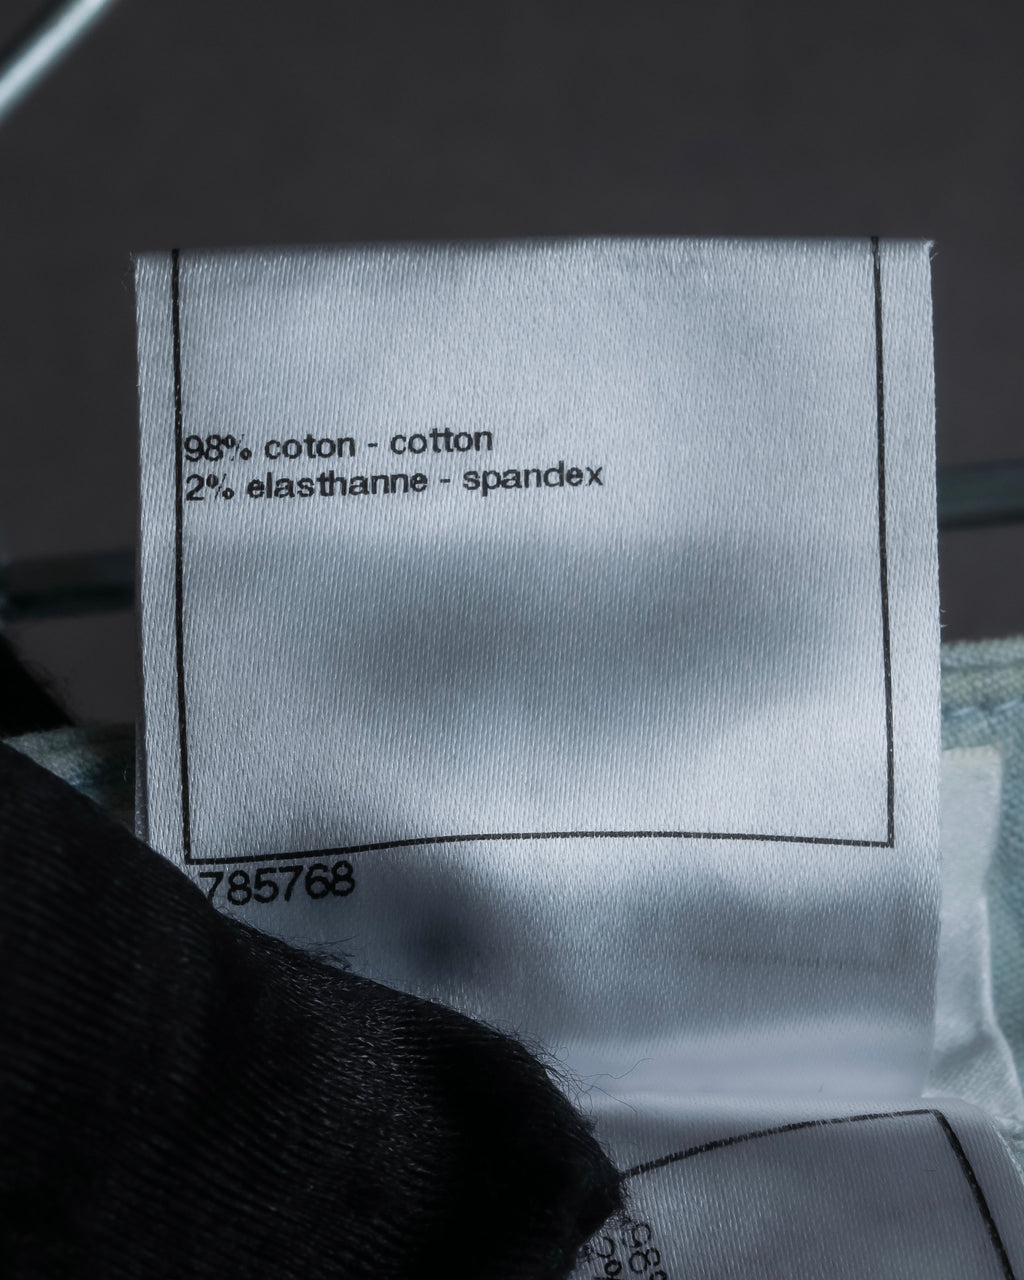 98% coton - cotton
2% elasthanne - spandex
785768